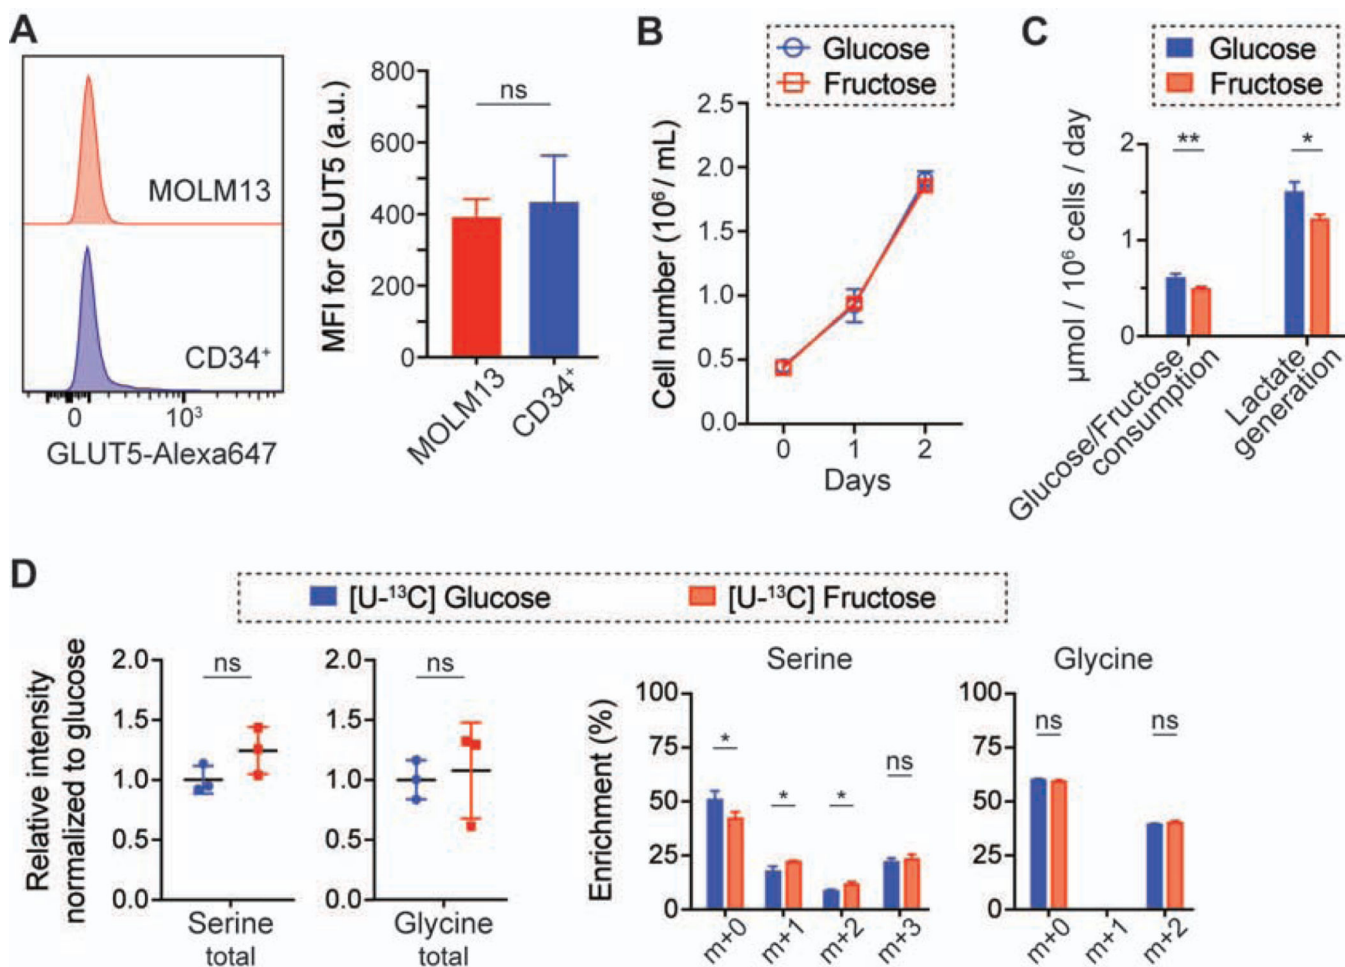 A
MOLM13
CD34⁺
0
10³
GLUT5-Alexa647
MFI for GLUT5 (a.u.)
800
600
400
200
0
ns
MOLM13
CD34⁺
B
Glucose
Fructose
Cell number (10⁶ / mL)
2.5
2.0
1.5
1.0
0.5
0.0
0
1
2
Days
C
Glucose
Fructose
μmol / 10⁶ cells / day
2
1
0
**
*
Glucose/Fructose
consumption
Lactate
generation
D
[U-¹³C] Glucose
[U-¹³C] Fructose
Relative intensity
normalized to glucose
2.0
1.5
1.0
0.5
0.0
ns
Serine
total
2.0
1.5
1.0
0.5
0.0
ns
Glycine
total
Serine
Enrichment (%)
100
75
50
25
0
*
*
*
ns
m+0
m+1
m+2
m+3
Glycine
100
75
50
25
0
ns
ns
m+0
m+1
m+2